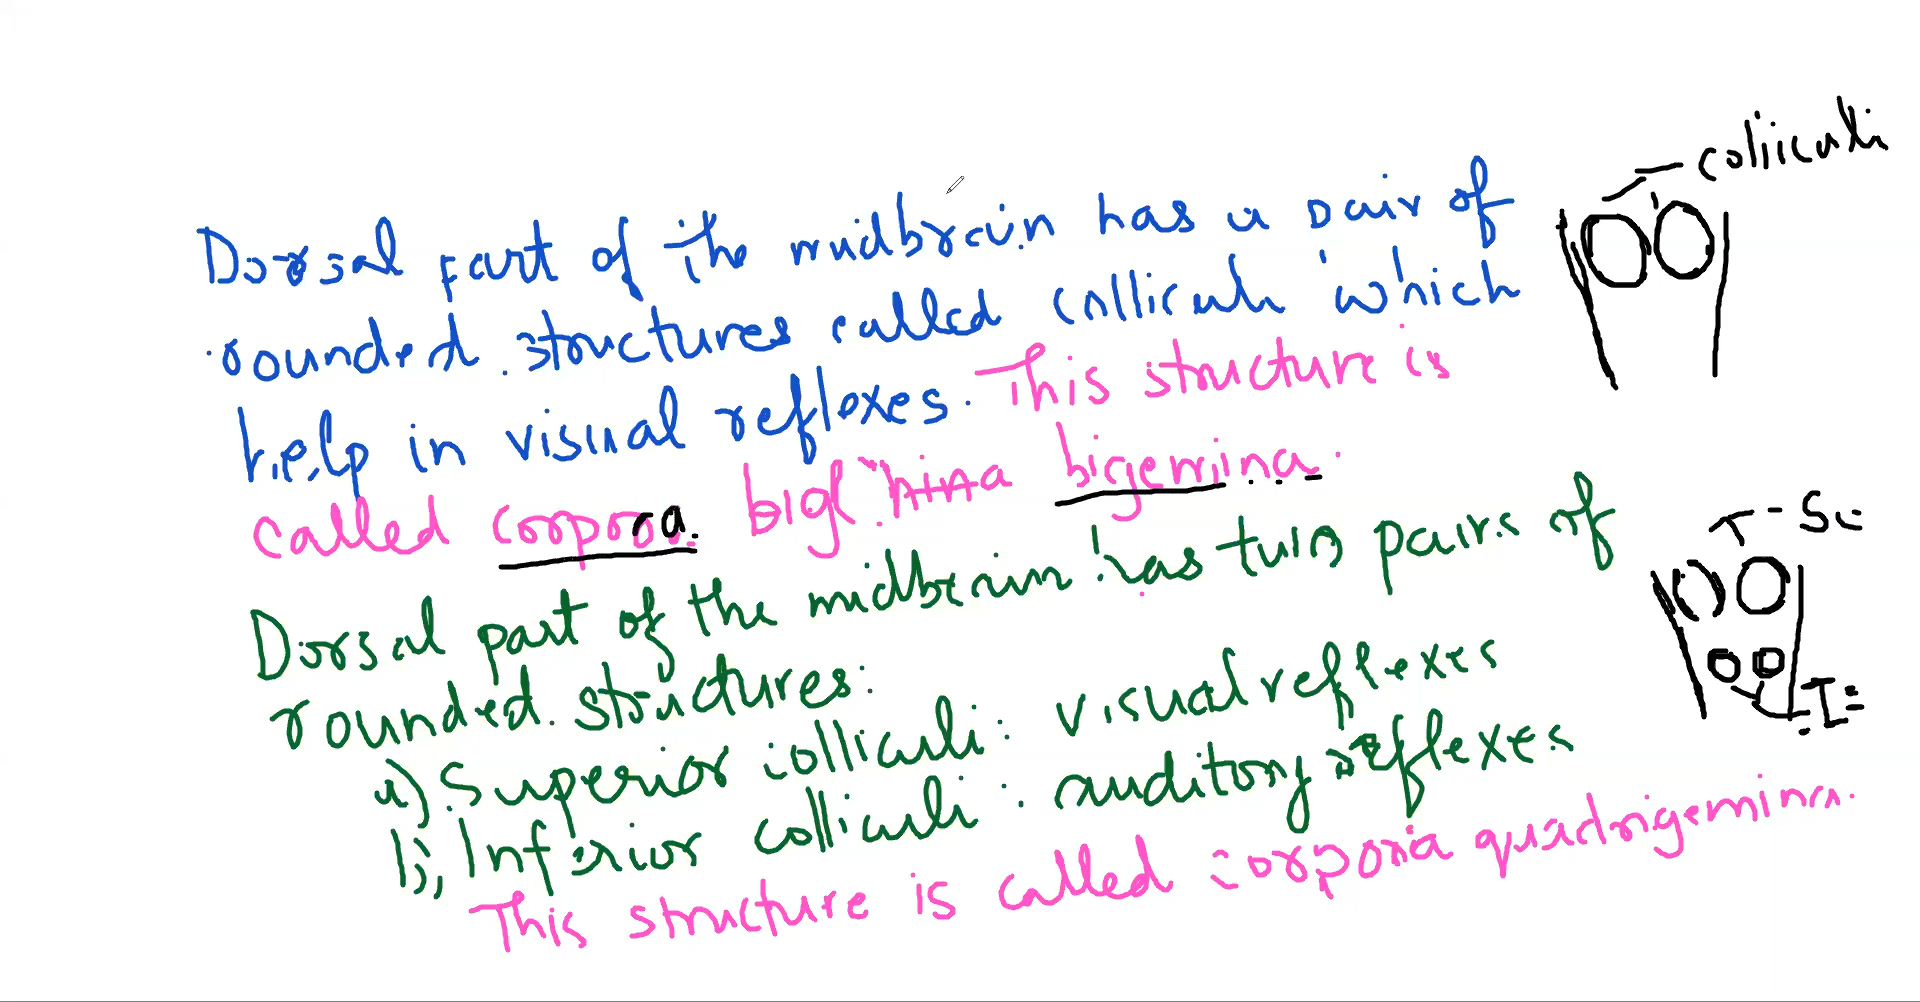 colliculi
Dorsal part of the midbrain has a pair of
rounded structures called colliculi which
help in visual reflexes. This structure is
called corpora bigemina.
Dorsal part of the midbrain has two pairs of
rounded structures:
a) Superior colliculi: visual reflexes
b) Inferior colliculi: auditory reflexes
This structure is called corpora quadrigemina.